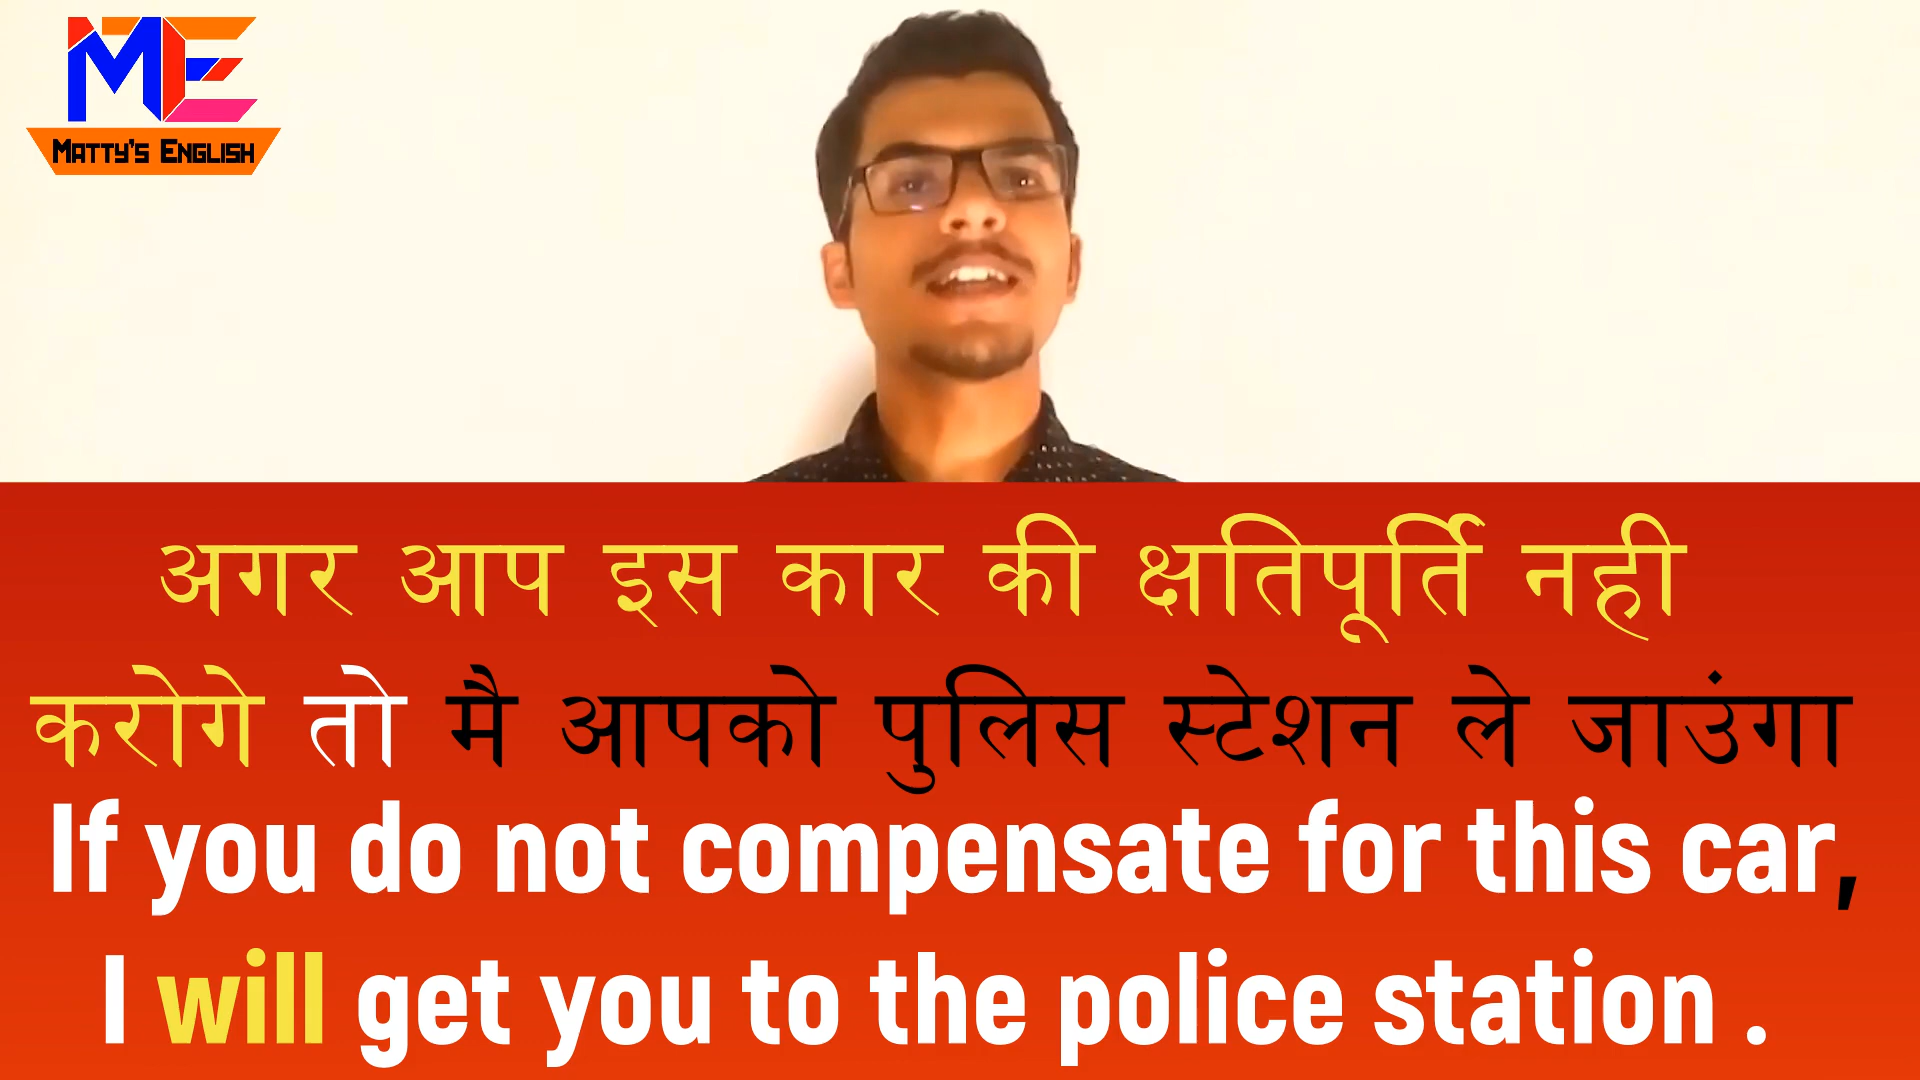 ME
MATTY'S ENGLISH
अगर आप इस कार की क्षतिपूर्ति नही
करोगे तो मै आपको पुलिस स्टेशन ले जाउंगा
If you do not compensate for this car,
I will get you to the police station .